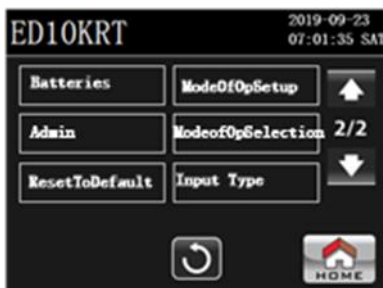 ED10KRT
2019-09-23
07:01:35 SAT
Batteries
ModeOfOpSetup
Admin
ModeofOpSelection
2/2
ResetToDefault
Input Type
HOME